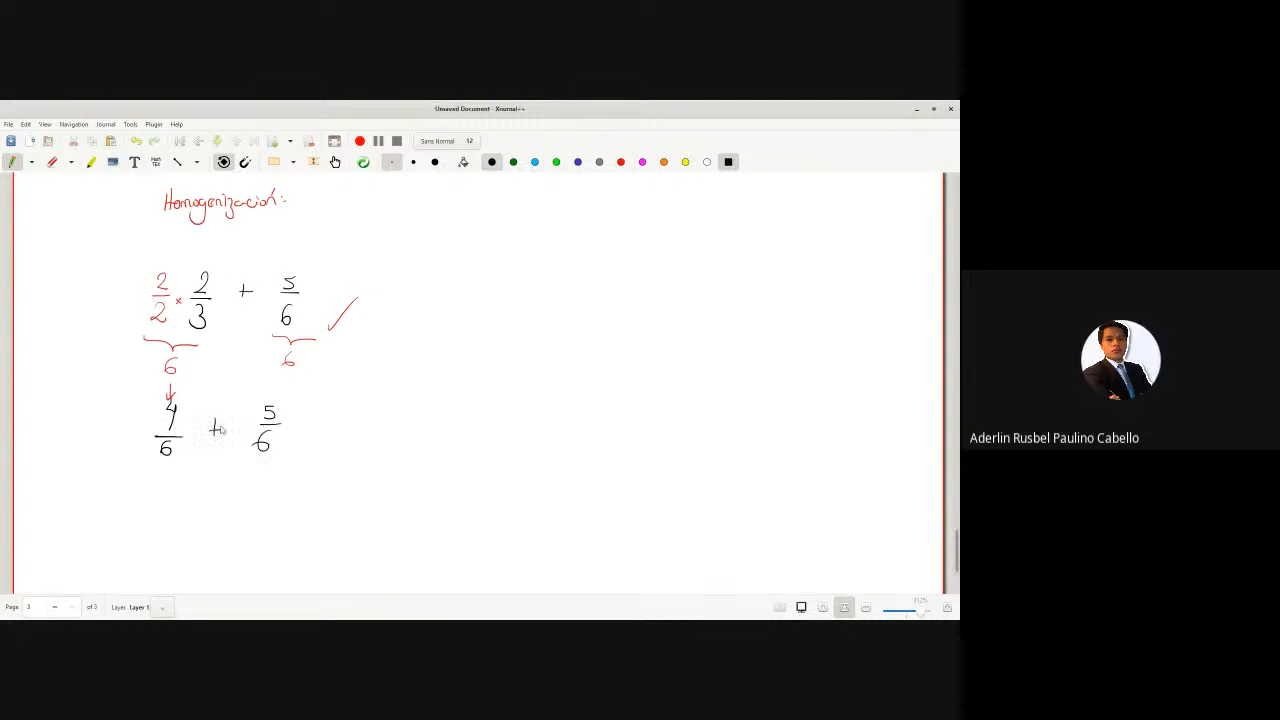 Unsaved Document - Xournal++
File Edit View Navigation Journal Tools Plugin Help
Sans Normal 12
Homogenización:
2/2 × 2/3 + 5/6 ✓
6 6
4/6 + 5/6
Aderlin Rusbel Paulino Cabello
Page 3 of 3 Layer Layer 1 312%